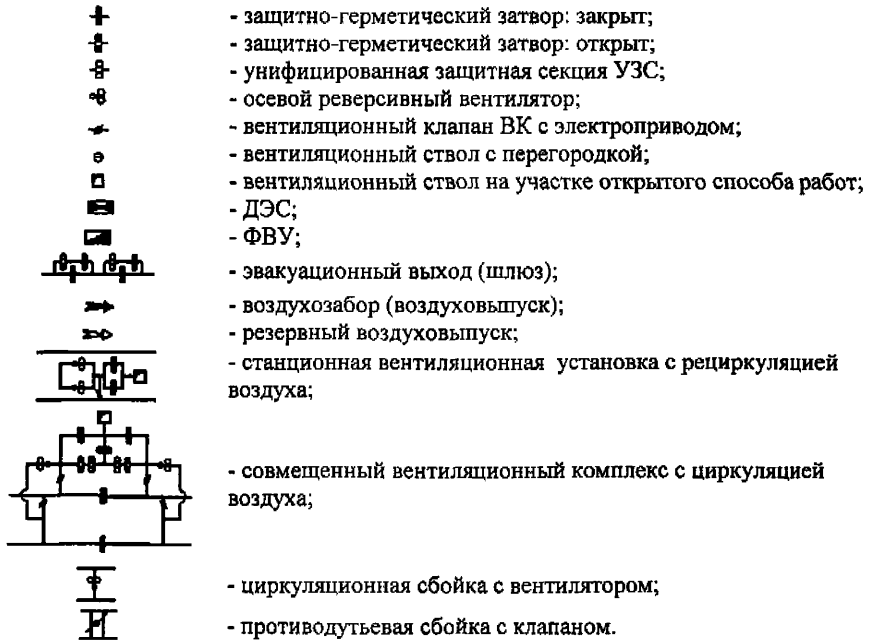 - защитно-герметический затвор: закрыт;
- защитно-герметический затвор: открыт;
- унифицированная защитная секция УЗС;
- осевой реверсивный вентилятор;
- вентиляционный клапан ВК с электроприводом;
- вентиляционный ствол с перегородкой;
- вентиляционный ствол на участке открытого способа работ;
- ДЭС;
- ФВУ;
- эвакуационный выход (шлюз);
- воздухозабор (воздуховыпуск);
- резервный воздуховыпуск;
- станционная вентиляционная установка с рециркуляцией
воздуха;
- совмещенный вентиляционный комплекс с циркуляцией
воздуха;
- циркуляционная сбойка с вентилятором;
- противодутьевая сбойка с клапаном.